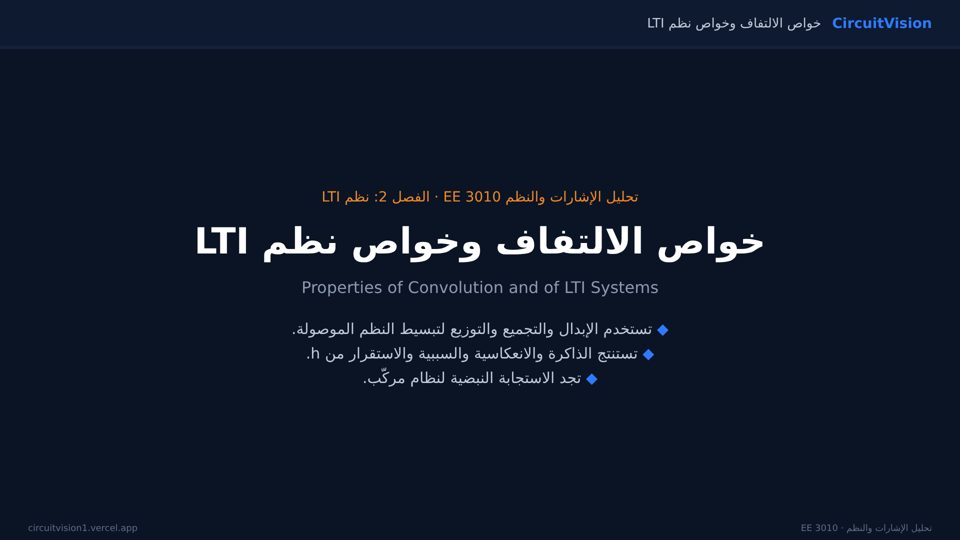 CircuitVision خواص الالتفاف وخواص نظم LTI
تحليل الإشارات والنظم EE 3010 · الفصل 2: نظم LTI
خواص الالتفاف وخواص نظم LTI
Properties of Convolution and of LTI Systems
◆ تستخدم الإبدال والتجميع والتوزيع لتبسيط النظم الموصولة.
◆ تستنتج الذاكرة والانعكاسية والسببية والاستقرار من h.
◆ تجد الاستجابة النبضية لنظام مركّب.
تحليل الإشارات والنظم · EE 3010
circuitvision1.vercel.app